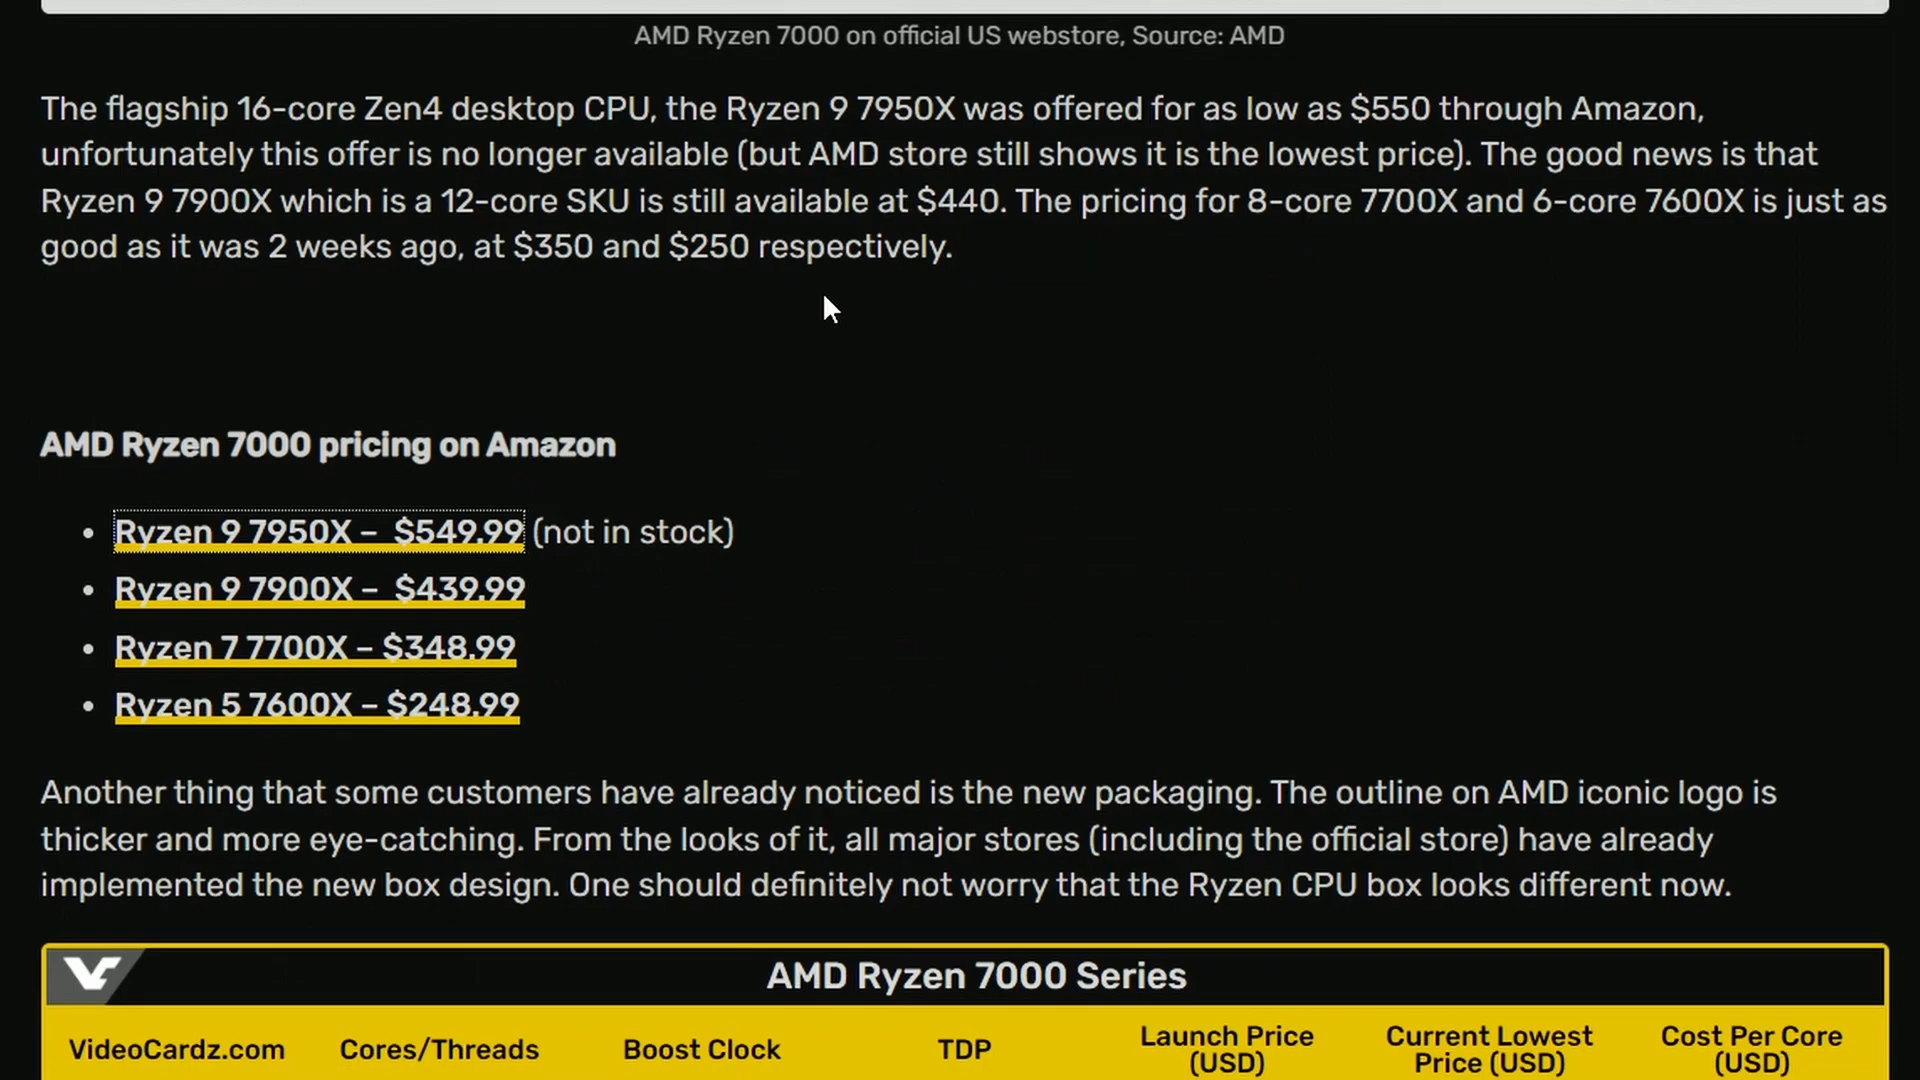 AMD Ryzen 7000 on official US webstore, Source: AMD
The flagship 16-core Zen4 desktop CPU, the Ryzen 9 7950X was offered for as low as $550 through Amazon,
unfortunately this offer is no longer available (but AMD store still shows it is the lowest price). The good news is that
Ryzen 9 7900X which is a 12-core SKU is still available at $440. The pricing for 8-core 7700X and 6-core 7600X is just as
good as it was 2 weeks ago, at $350 and $250 respectively.
AMD Ryzen 7000 pricing on Amazon
• Ryzen 9 7950X – $549.99 (not in stock)
• Ryzen 9 7900X – $439.99
• Ryzen 7 7700X – $348.99
• Ryzen 5 7600X – $248.99
Another thing that some customers have already noticed is the new packaging. The outline on AMD iconic logo is
thicker and more eye-catching. From the looks of it, all major stores (including the official store) have already
implemented the new box design. One should definitely not worry that the Ryzen CPU box looks different now.
AMD Ryzen 7000 Series
VideoCardz.com Cores/Threads Boost Clock TDP Launch Price (USD) Current Lowest Price (USD) Cost Per Core (USD)